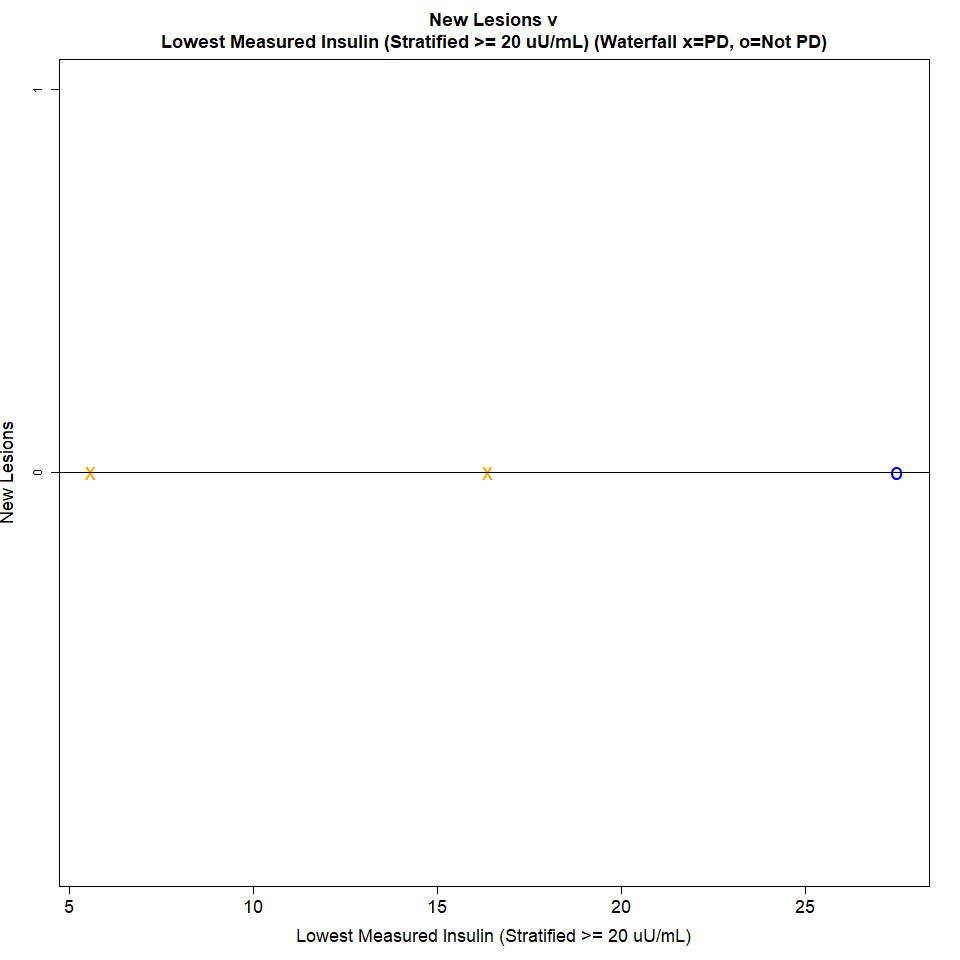 New Lesions v
Lowest Measured Insulin (Stratified >= 20 uU/mL) (Waterfall x=PD, o=Not PD)
1
New Lesions
0
x x o
5 10 15 20 25
Lowest Measured Insulin (Stratified >= 20 uU/mL)